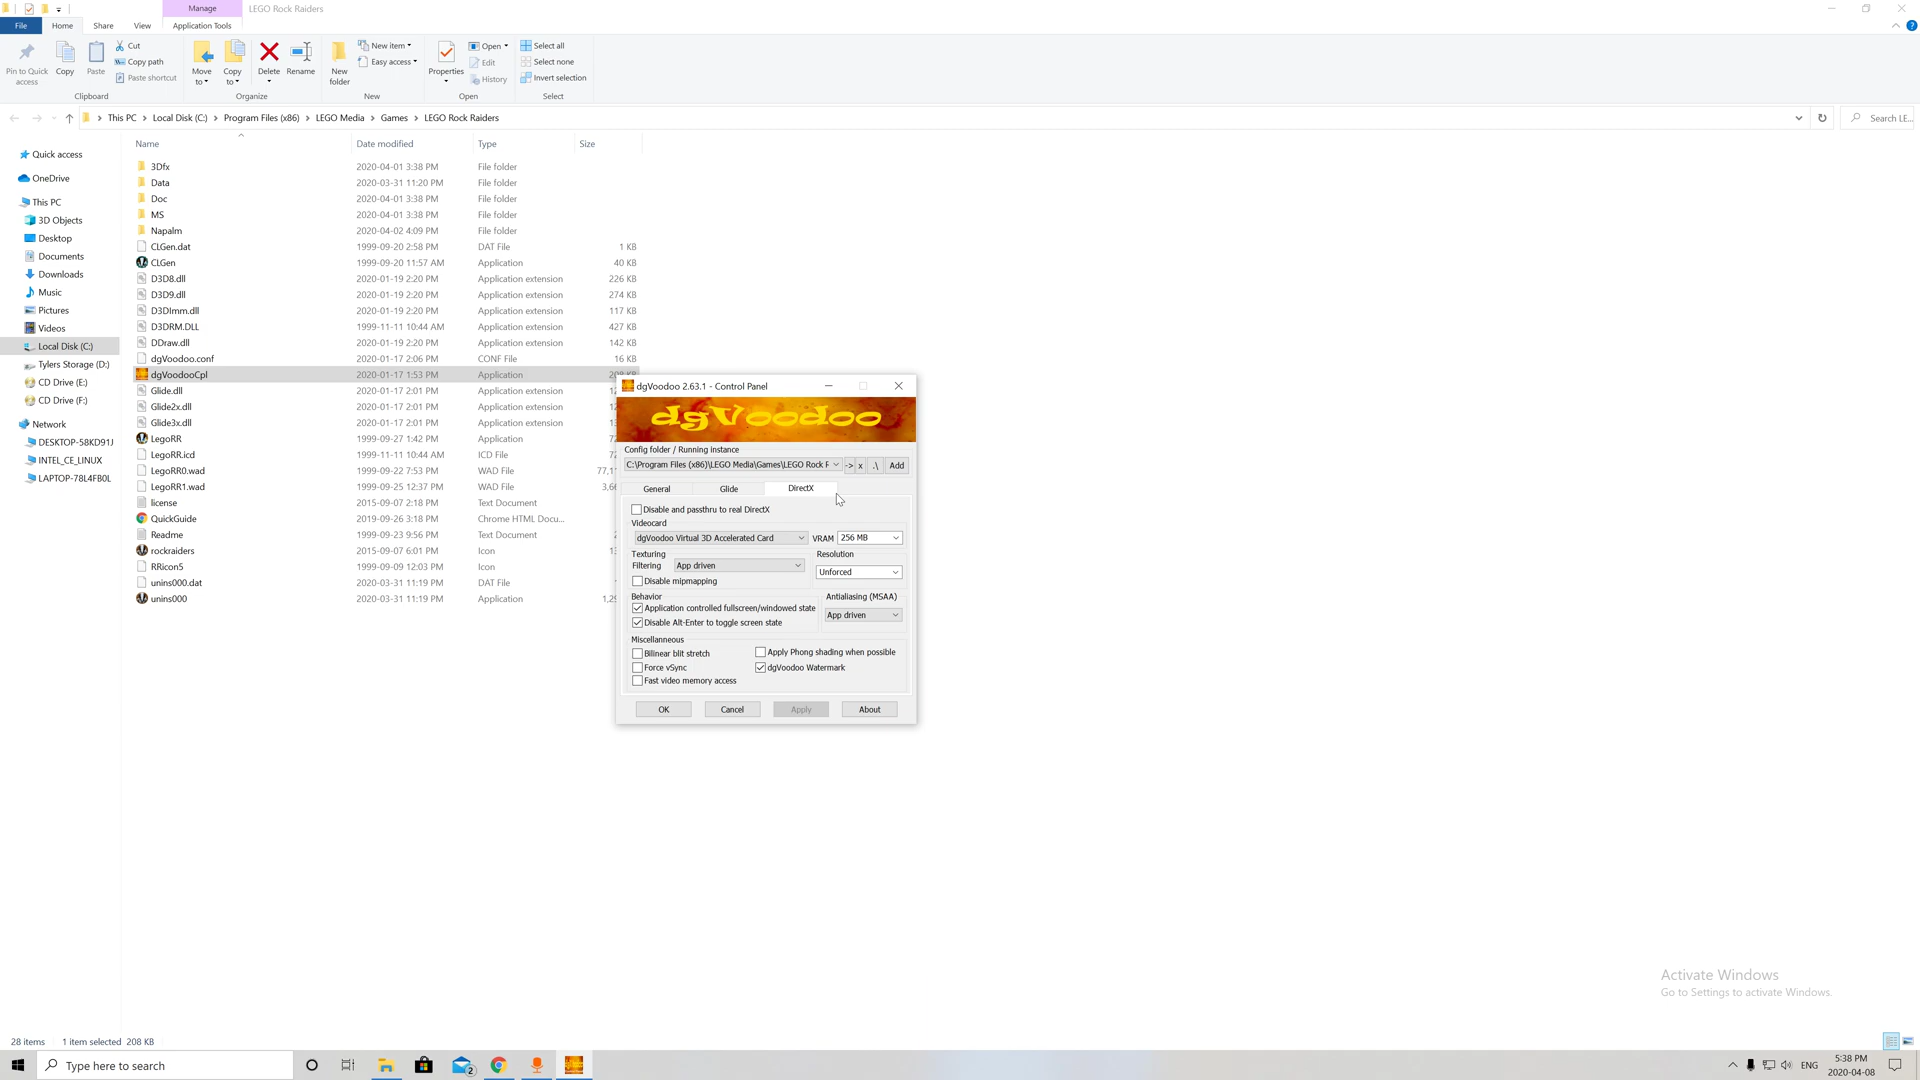 Manage
LEGO Rock Raiders
File
Home
Share
View
Application Tools
Pin to Quick access
Copy
Paste
Cut
Copy path
Paste shortcut
Clipboard
Move to
Copy to
Delete
Rename
Organize
New folder
New item
Easy access
New
Properties
Open
Edit
History
Open
Select all
Select none
Invert selection
Select
This PC > Local Disk (C:) > Program Files (x86) > LEGO Media > Games > LEGO Rock Raiders
Search LE...
Name Date modified Type Size
Quick access
OneDrive
This PC
3D Objects
Desktop
Documents
Downloads
Music
Pictures
Videos
Local Disk (C:)
Tylers Storage (D:)
CD Drive (E:)
CD Drive (F:)
Network
DESKTOP-58KD91J
INTEL_CE_LINUX
LAPTOP-78L4FB0L
3Dfx 2020-04-01 3:38 PM File folder
Data 2020-03-31 11:20 PM File folder
Doc 2020-04-01 3:38 PM File folder
MS 2020-04-01 3:38 PM File folder
Napalm 2020-04-02 4:09 PM File folder
CLGen.dat 1999-09-20 2:58 PM DAT File 1 KB
CLGen 1999-09-20 11:57 AM Application 40 KB
D3D8.dll 2020-01-19 2:20 PM Application extension 226 KB
D3D9.dll 2020-01-19 2:20 PM Application extension 274 KB
D3DImm.dll 2020-01-19 2:20 PM Application extension 117 KB
D3DRM.DLL 1999-11-11 10:44 AM Application extension 427 KB
DDraw.dll 2020-01-19 2:20 PM Application extension 142 KB
dgVoodoo.conf 2020-01-17 2:06 PM CONF File 16 KB
dgVoodooCpl 2020-01-17 1:53 PM Application 208 KB
Glide.dll 2020-01-17 2:01 PM Application extension 12
Glide2x.dll 2020-01-17 2:01 PM Application extension 12
Glide3x.dll 2020-01-17 2:01 PM Application extension 13
LegoRR 1999-09-27 1:42 PM Application 72
LegoRR.icd 1999-11-11 10:44 AM ICD File 7
LegoRR0.wad 1999-09-22 7:53 PM WAD File 77,1
LegoRR1.wad 1999-09-25 12:37 PM WAD File 3,6
license 2015-09-07 2:18 PM Text Document
QuickGuide 2019-09-26 3:18 PM Chrome HTML Docu...
Readme 1999-09-23 9:56 PM Text Document
rockraiders 2015-09-07 6:01 PM Icon 1
RRicon5 1999-09-09 12:03 PM Icon
unins000.dat 2020-03-31 11:19 PM DAT File
unins000 2020-03-31 11:19 PM Application 1,2
dgVoodoo 2.63.1 - Control Panel
dgVoodoo
Config folder / Running instance
C:\Program Files (x86)\LEGO Media\Games\LEGO Rock F -> x .\ Add
General Glide DirectX
Disable and passthru to real DirectX
Videocard
dgVoodoo Virtual 3D Accelerated Card VRAM 256 MB
Texturing
Filtering App driven
Disable mipmapping
Resolution
Unforced
Behavior
Application controlled fullscreen/windowed state
Disable Alt-Enter to toggle screen state
Antialiasing (MSAA)
App driven
Miscellaneous
Bilinear blit stretch
Force vSync
Fast video memory access
Apply Phong shading when possible
dgVoodoo Watermark
OK Cancel Apply About
Activate Windows
Go to Settings to activate Windows.
28 items 1 item selected 208 KB
Type here to search
2
ENG
5:38 PM
2020-04-08